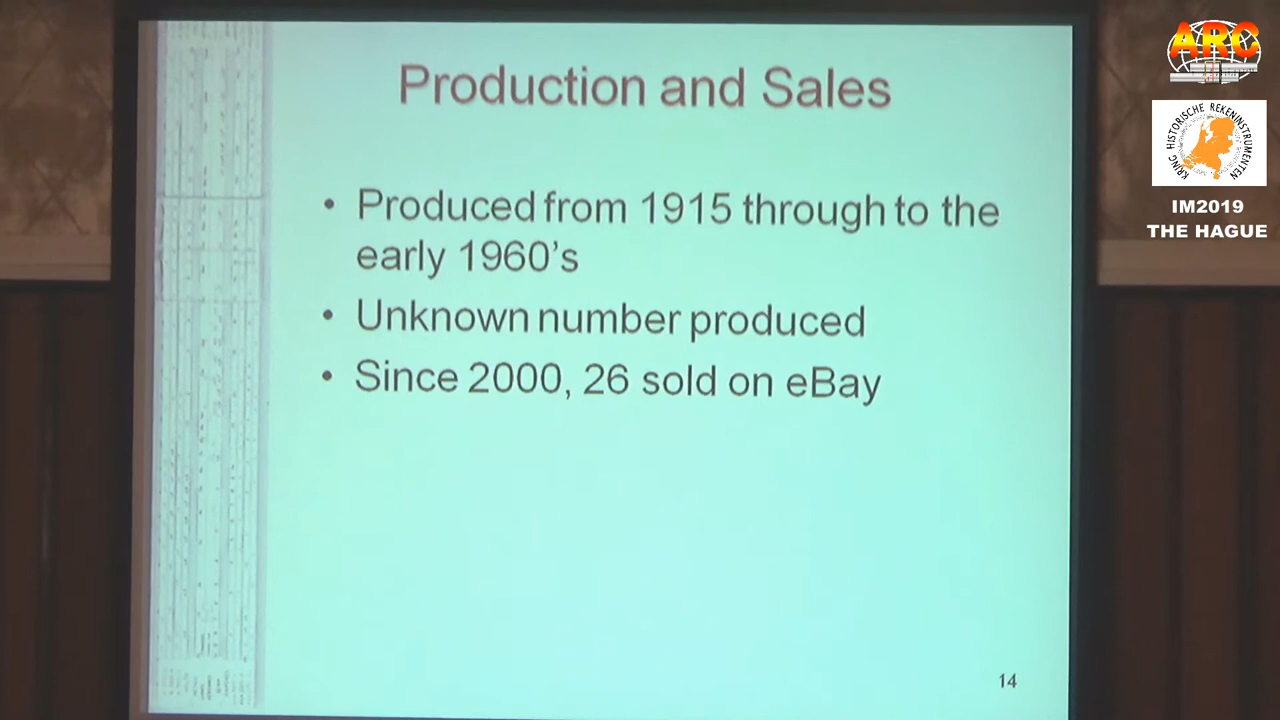 Production and Sales
• Produced from 1915 through to the
early 1960's
• Unknown number produced
• Since 2000, 26 sold on eBay
14
ARC
KRING HISTORISCHE REKENINSTRUMENTEN
IM2019
THE HAGUE